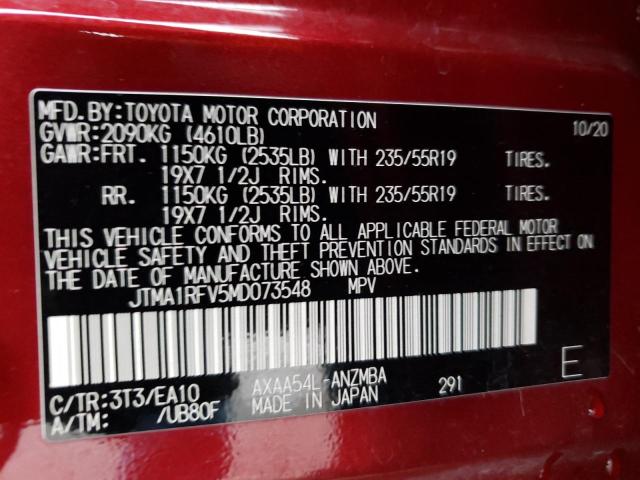 MFD.BY:TOYOTA MOTOR CORPORATION 10/20
GVWR:2090KG (4610LB)
GAWR:FRT. 1150KG (2535LB) WITH 235/55R19 TIRES.
19X7 1/2J RIMS.
RR. 1150KG (2535LB) WITH 235/55R19 TIRES.
19X7 1/2J RIMS.
THIS VEHICLE CONFORMS TO ALL APPLICABLE FEDERAL MOTOR
VEHICLE SAFETY AND THEFT PREVENTION STANDARDS IN EFFECT ON
THE DATE OF MANUFACTURE SHOWN ABOVE.
JTMA1RFV5MD073548 MPV
C/TR:3T3/EA10 AXAA54L-ANZMBA 291 E
A/TM: /UB80F MADE IN JAPAN